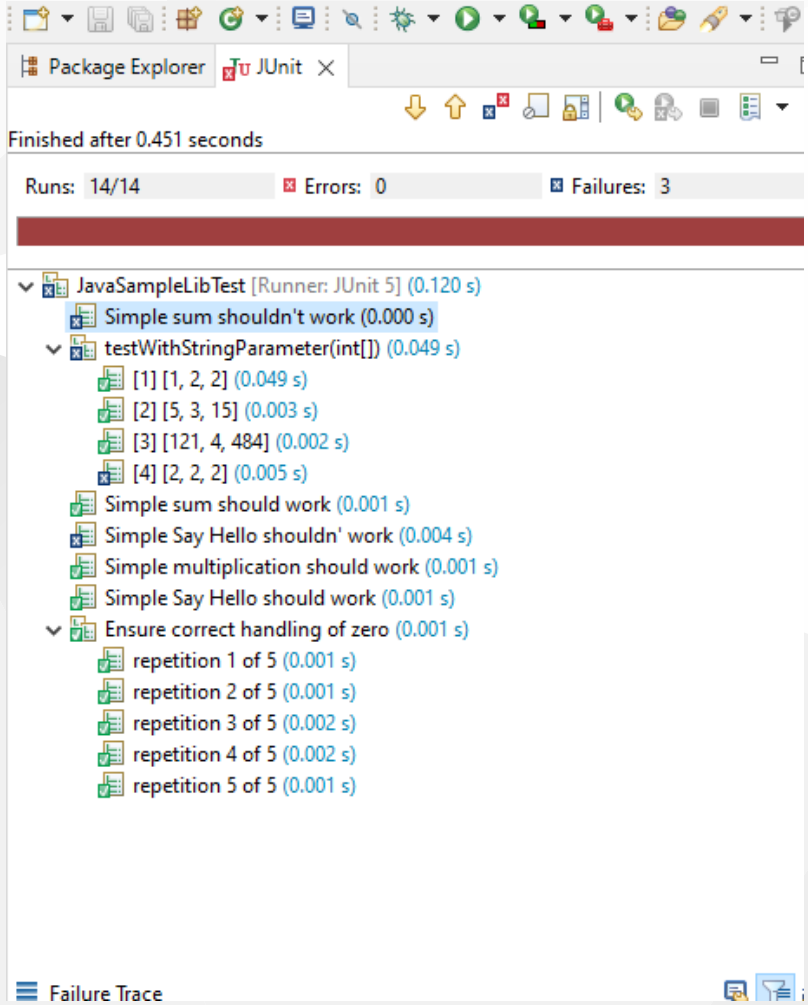 Package Explorer JUnit
Finished after 0.451 seconds
Runs: 14/14 Errors: 0 Failures: 3
JavaSampleLibTest [Runner: JUnit 5] (0.120 s)
Simple sum shouldn't work (0.000 s)
testWithStringParameter(int[]) (0.049 s)
[1] [1, 2, 2] (0.049 s)
[2] [5, 3, 15] (0.003 s)
[3] [121, 4, 484] (0.002 s)
[4] [2, 2, 2] (0.005 s)
Simple sum should work (0.001 s)
Simple Say Hello shouldn' work (0.004 s)
Simple multiplication should work (0.001 s)
Simple Say Hello should work (0.001 s)
Ensure correct handling of zero (0.001 s)
repetition 1 of 5 (0.001 s)
repetition 2 of 5 (0.001 s)
repetition 3 of 5 (0.002 s)
repetition 4 of 5 (0.002 s)
repetition 5 of 5 (0.001 s)
Failure Trace